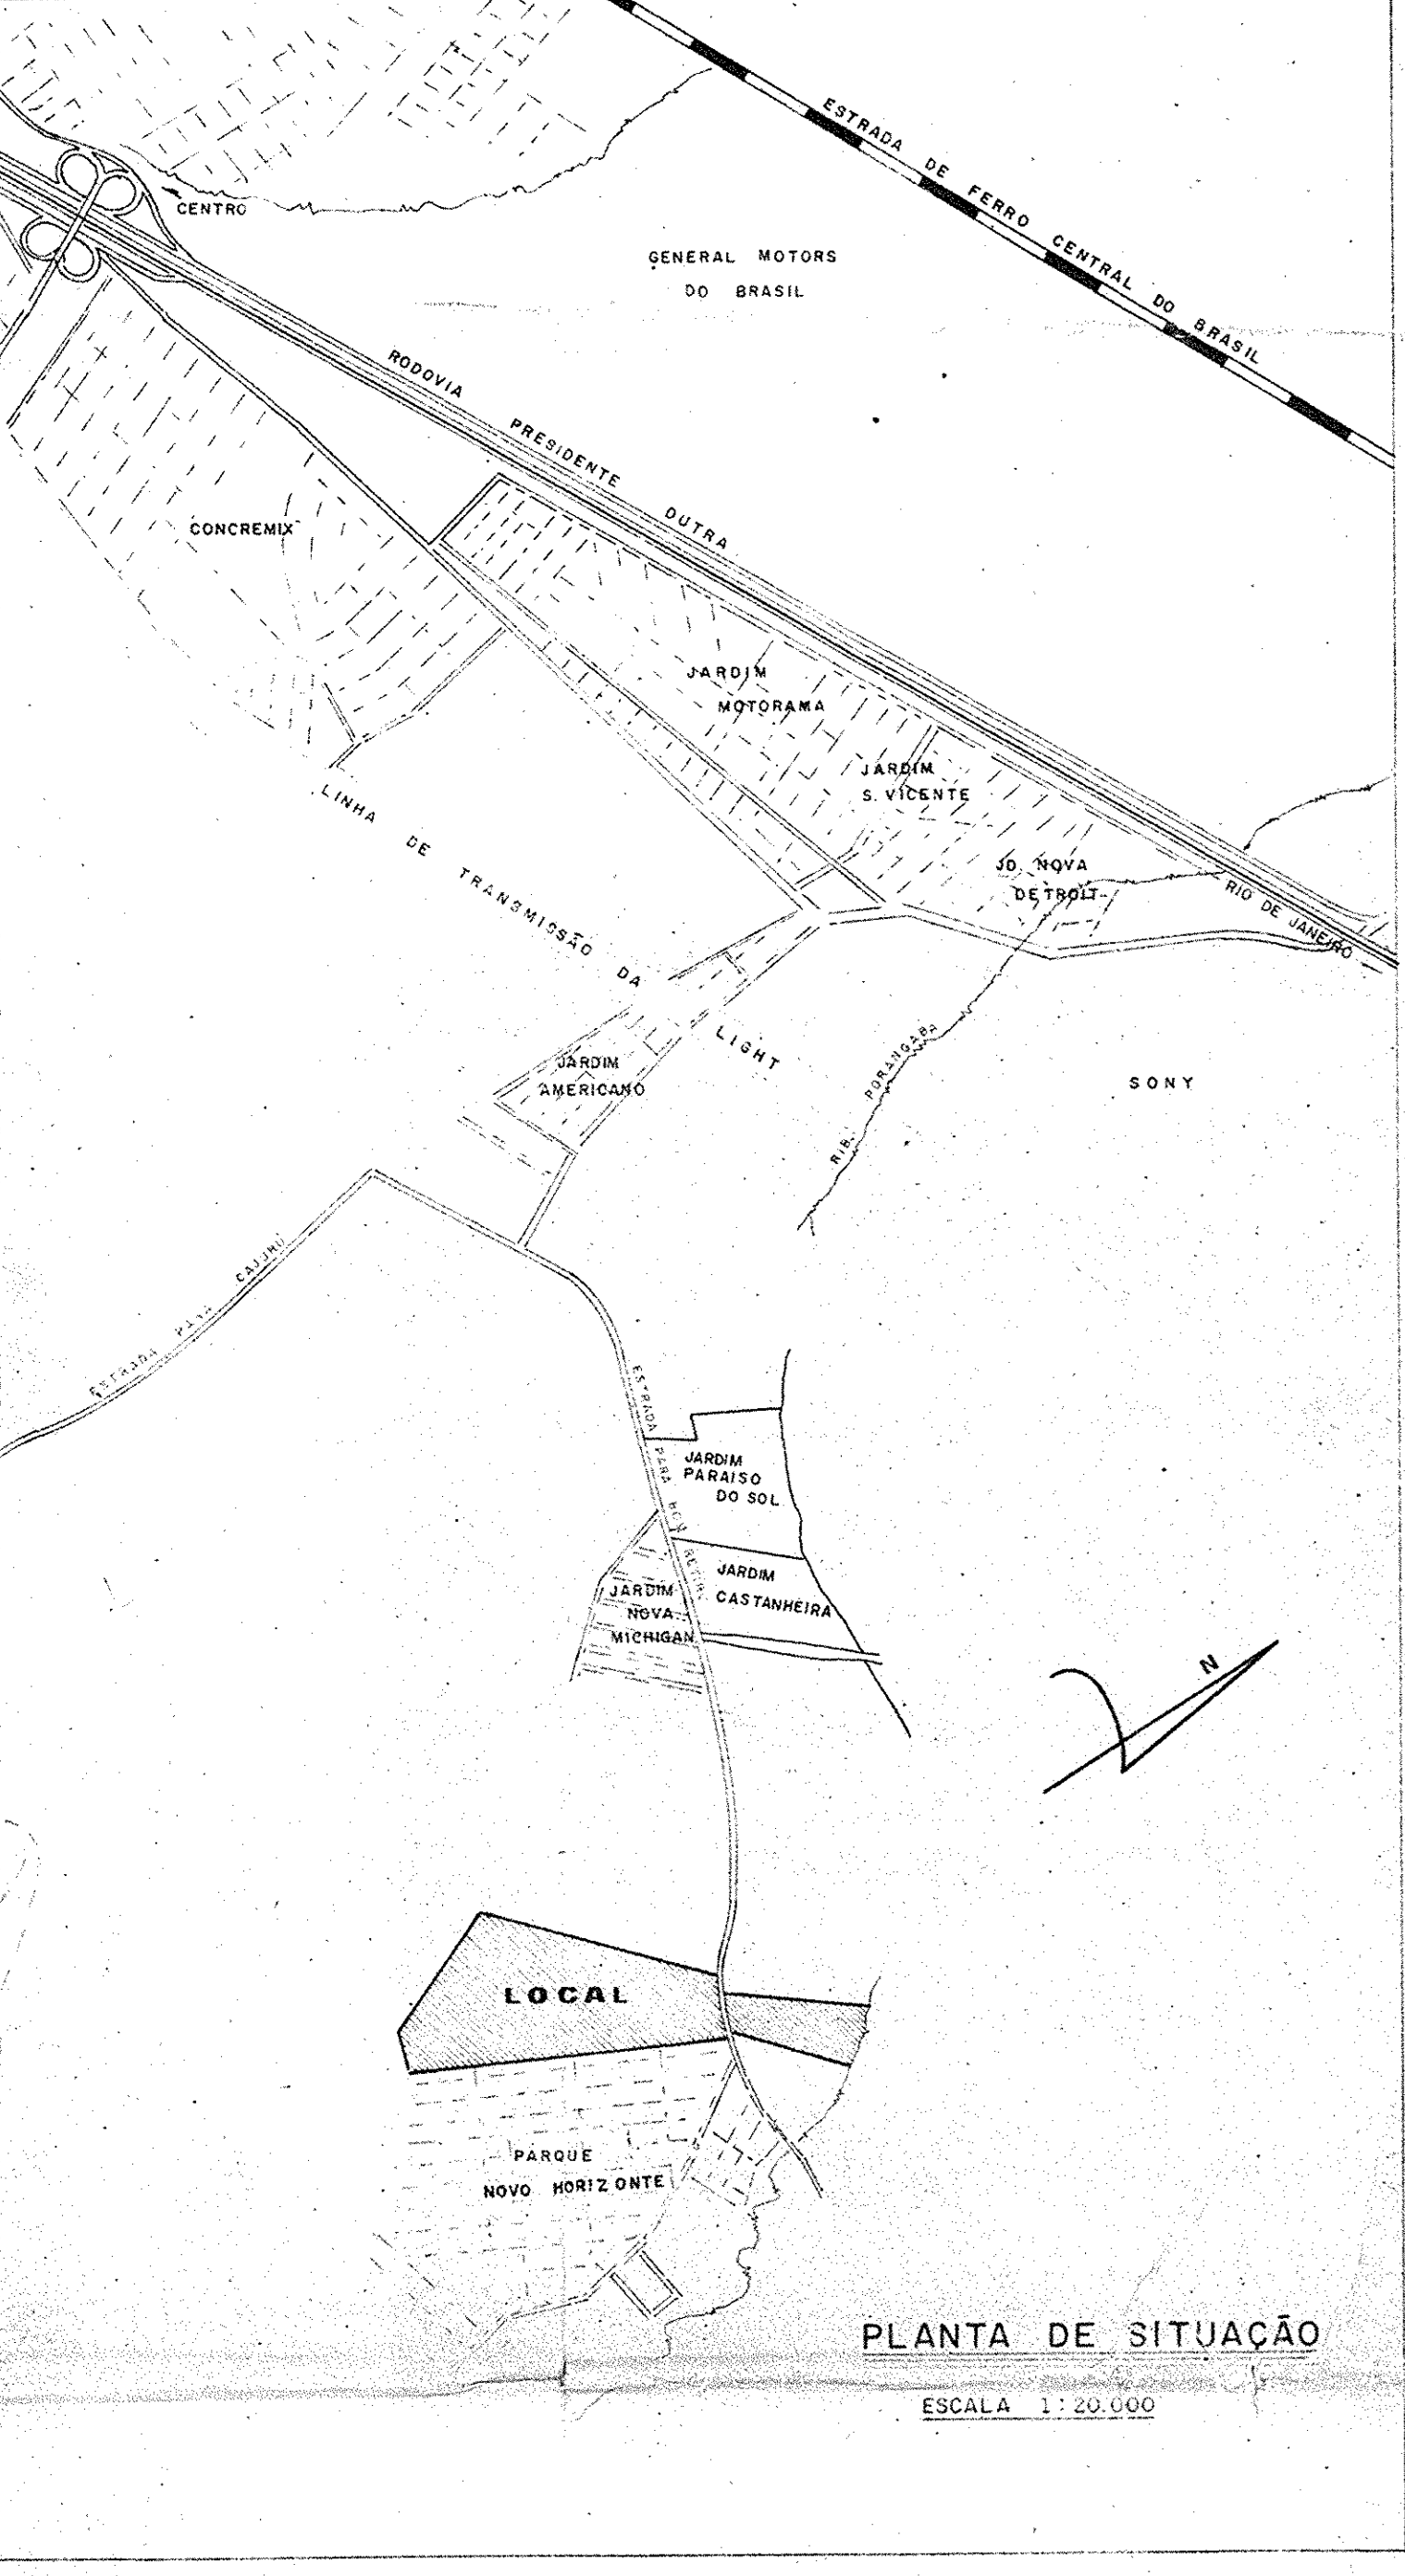 ESTRADA DE FERRO CENTRAL DO BRASIL
CENTRO
GENERAL MOTORS
DO BRASIL
RODOVIA PRESIDENTE DUTRA
CONCREMIX
JARDIM
MOTORAMA
JARDIM
S. VICENTE
JD. NOVA
DETROIT
RIO DE JANEIRO
LINHA DE TRANSMISSÃO DA LIGHT
JARDIM
AMERICANO
RIB. PORANGABA
SONY
ESTRADA PARA CAJURU
ESTRADA PARA BOM
JARDIM
PARAISO
DO SOL
JARDIM
CASTANHEIRA
JARDIM
NOVA
MICHIGAN
N
LOCAL
PARQUE
NOVO HORIZONTE
PLANTA DE SITUAÇÃO
ESCALA 1:20.000